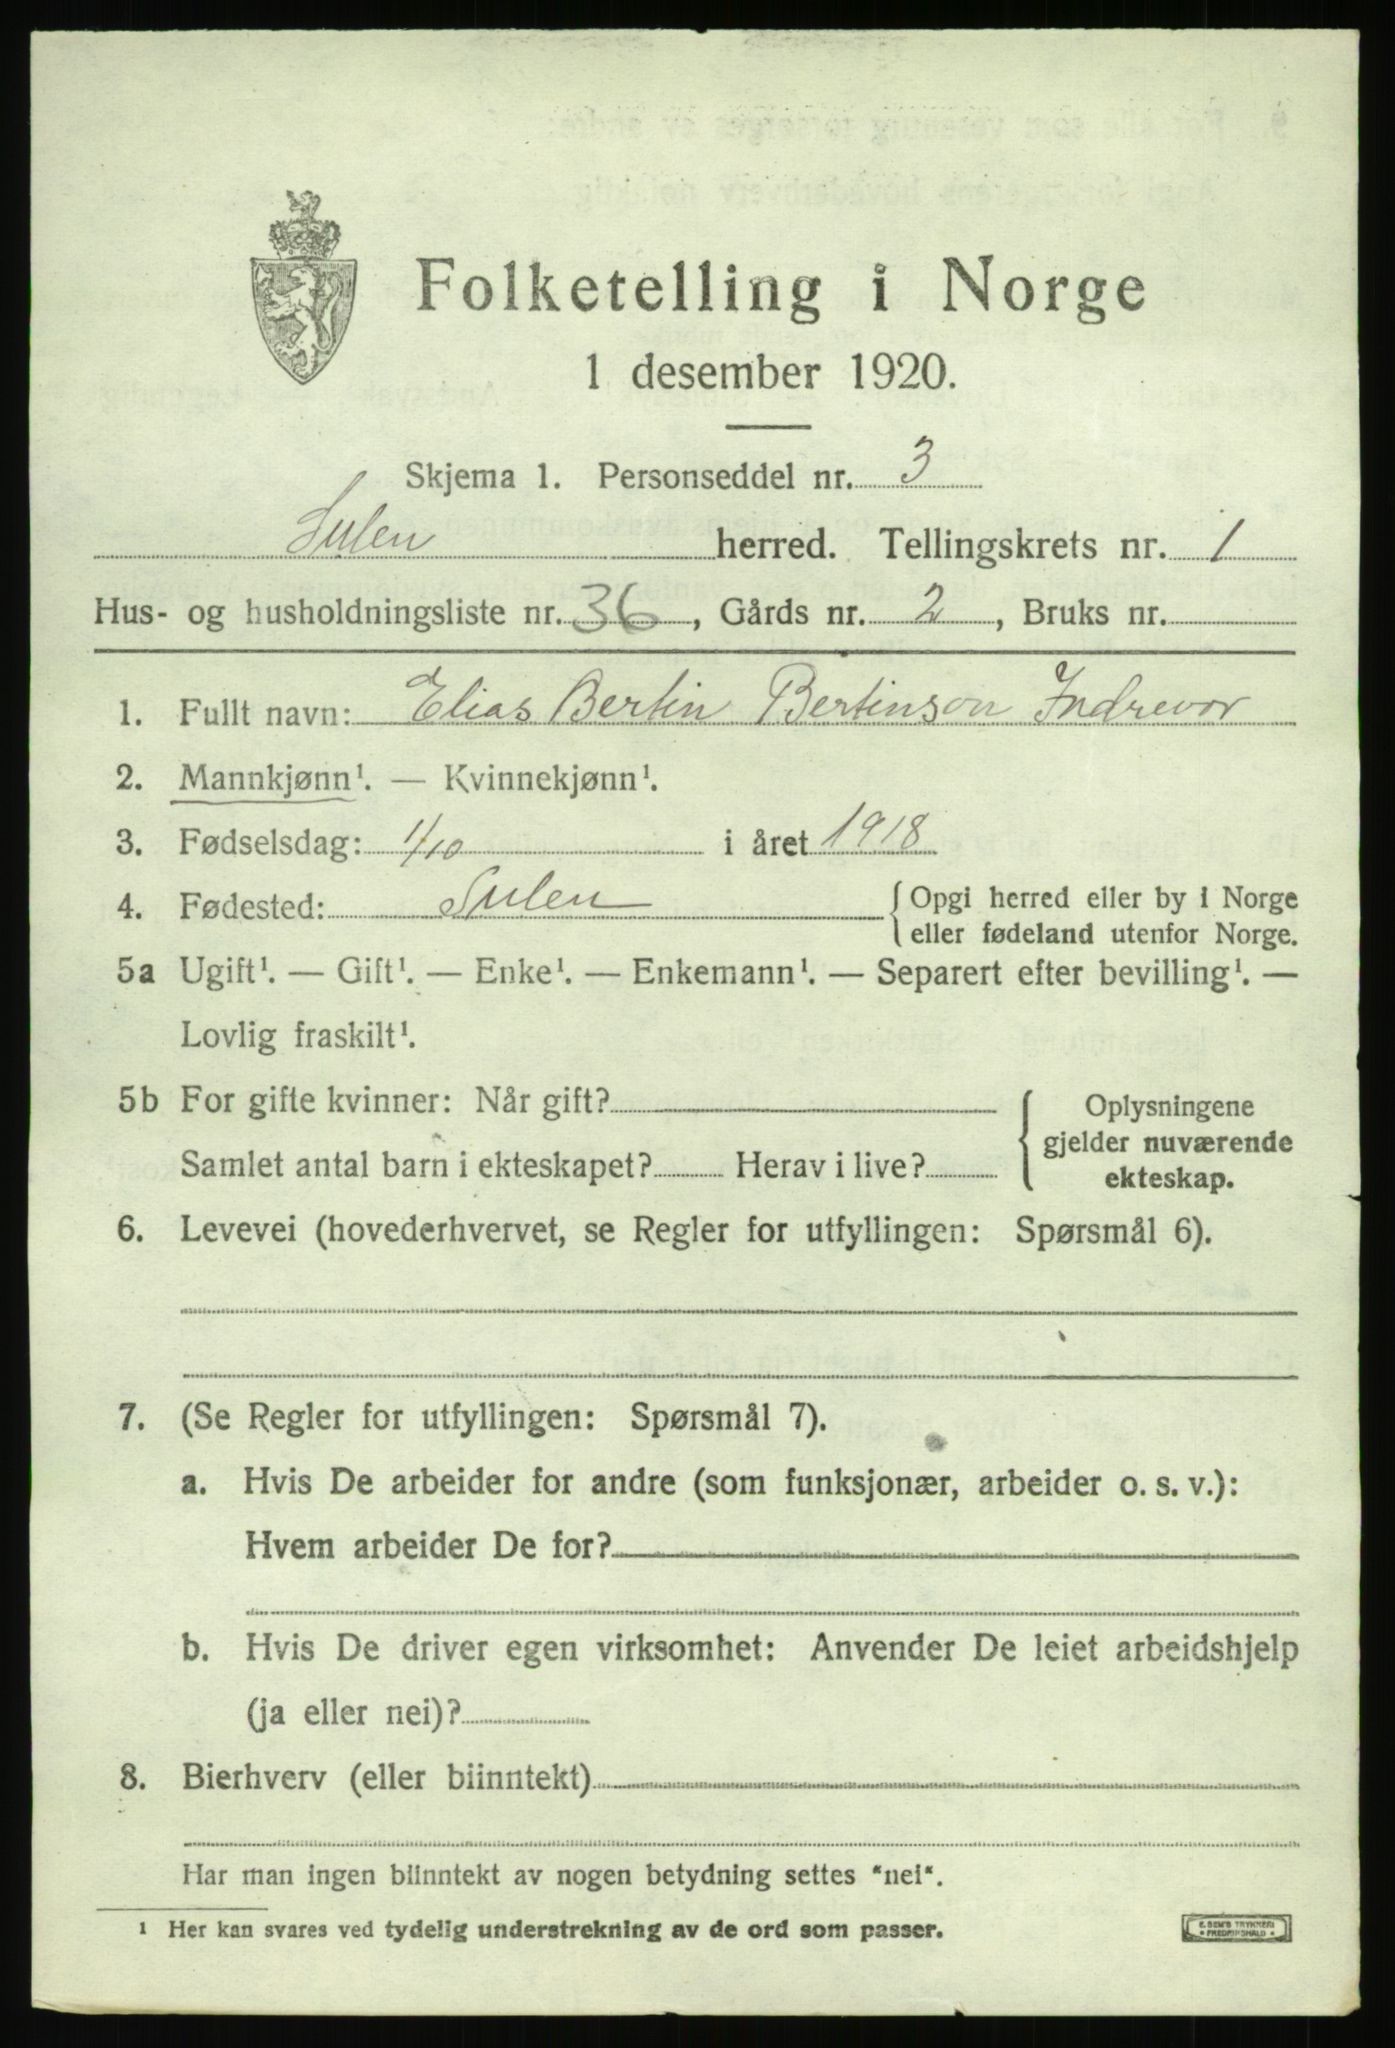 Folketelling i Norge
1 desember 1920.
Skjema 1. Personseddel nr. 3
Sulen herred. Tellingskrets nr. 1
Hus- og husholdningsliste nr. 36, Gårds nr. 2, Bruks nr.
1. Fullt navn: Elias Bertin Bertinson Indrevor
2. Mannkjønn¹. — Kvinnekjønn¹.
3. Fødselsdag: 1/10 i året 1918
4. Fødested: Sulen { Opgi herred eller by i Norge
eller fødeland utenfor Norge.
5a Ugift¹. — Gift¹. — Enke¹. — Enkemann¹. — Separert efter bevilling¹. —
Lovlig fraskilt¹.
5b For gifte kvinner: Når gift?
Samlet antal barn i ekteskapet? Herav i live?
{ Oplysningene
gjelder nuværende
ekteskap.
6. Levevei (hovederhvervet, se Regler for utfyllingen: Spørsmål 6).
7. (Se Regler for utfyllingen: Spørsmål 7).
a. Hvis De arbeider for andre (som funksjonær, arbeider o. s. v.):
Hvem arbeider De for?
b. Hvis De driver egen virksomhet: Anvender De leiet arbeidshjelp
(ja eller nei)?
8. Bierhverv (eller biinntekt)
Har man ingen biinntekt av nogen betydning settes "nei".
¹ Her kan svares ved tydelig understrekning av de ord som passer.
E. SEM'S TRYKKERI
* FREDRIKSHALD *